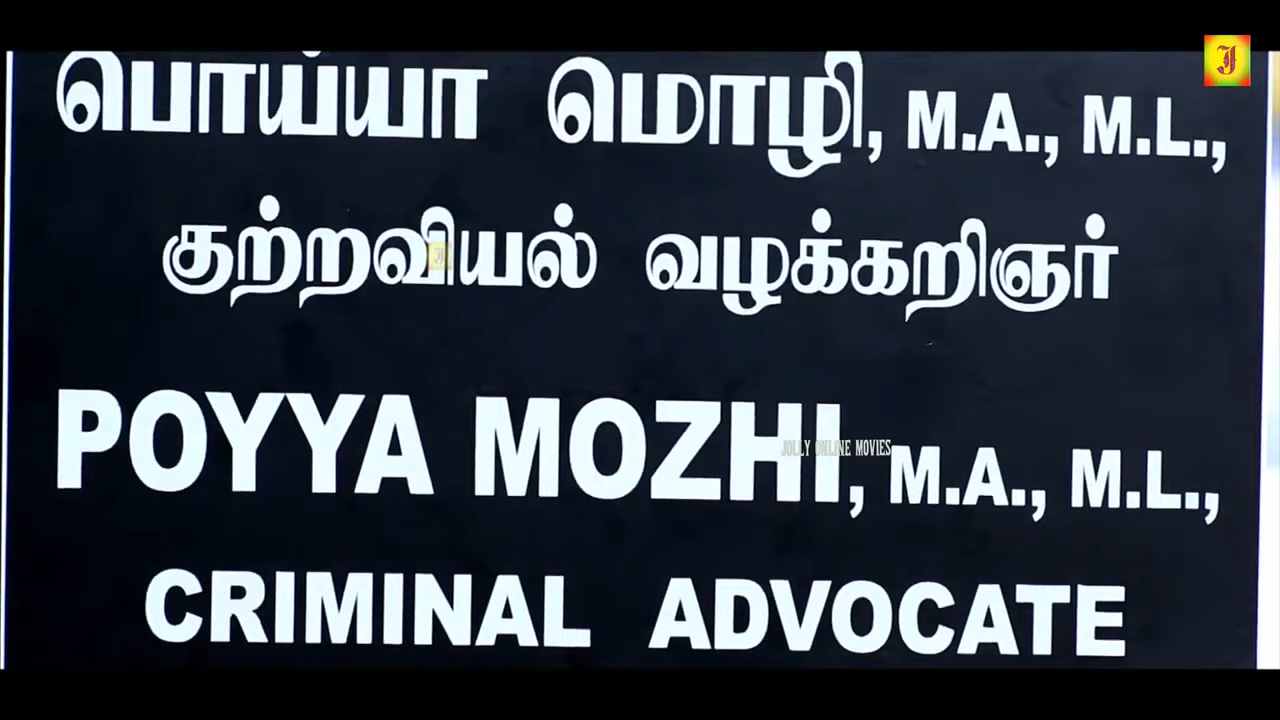 பொய்யா மொழி, M.A., M.L.,
குற்றவியல் வழக்கறிஞர்
POYYA MOZHI, M.A., M.L.,
JOLLY ONLINE MOVIES
CRIMINAL ADVOCATE